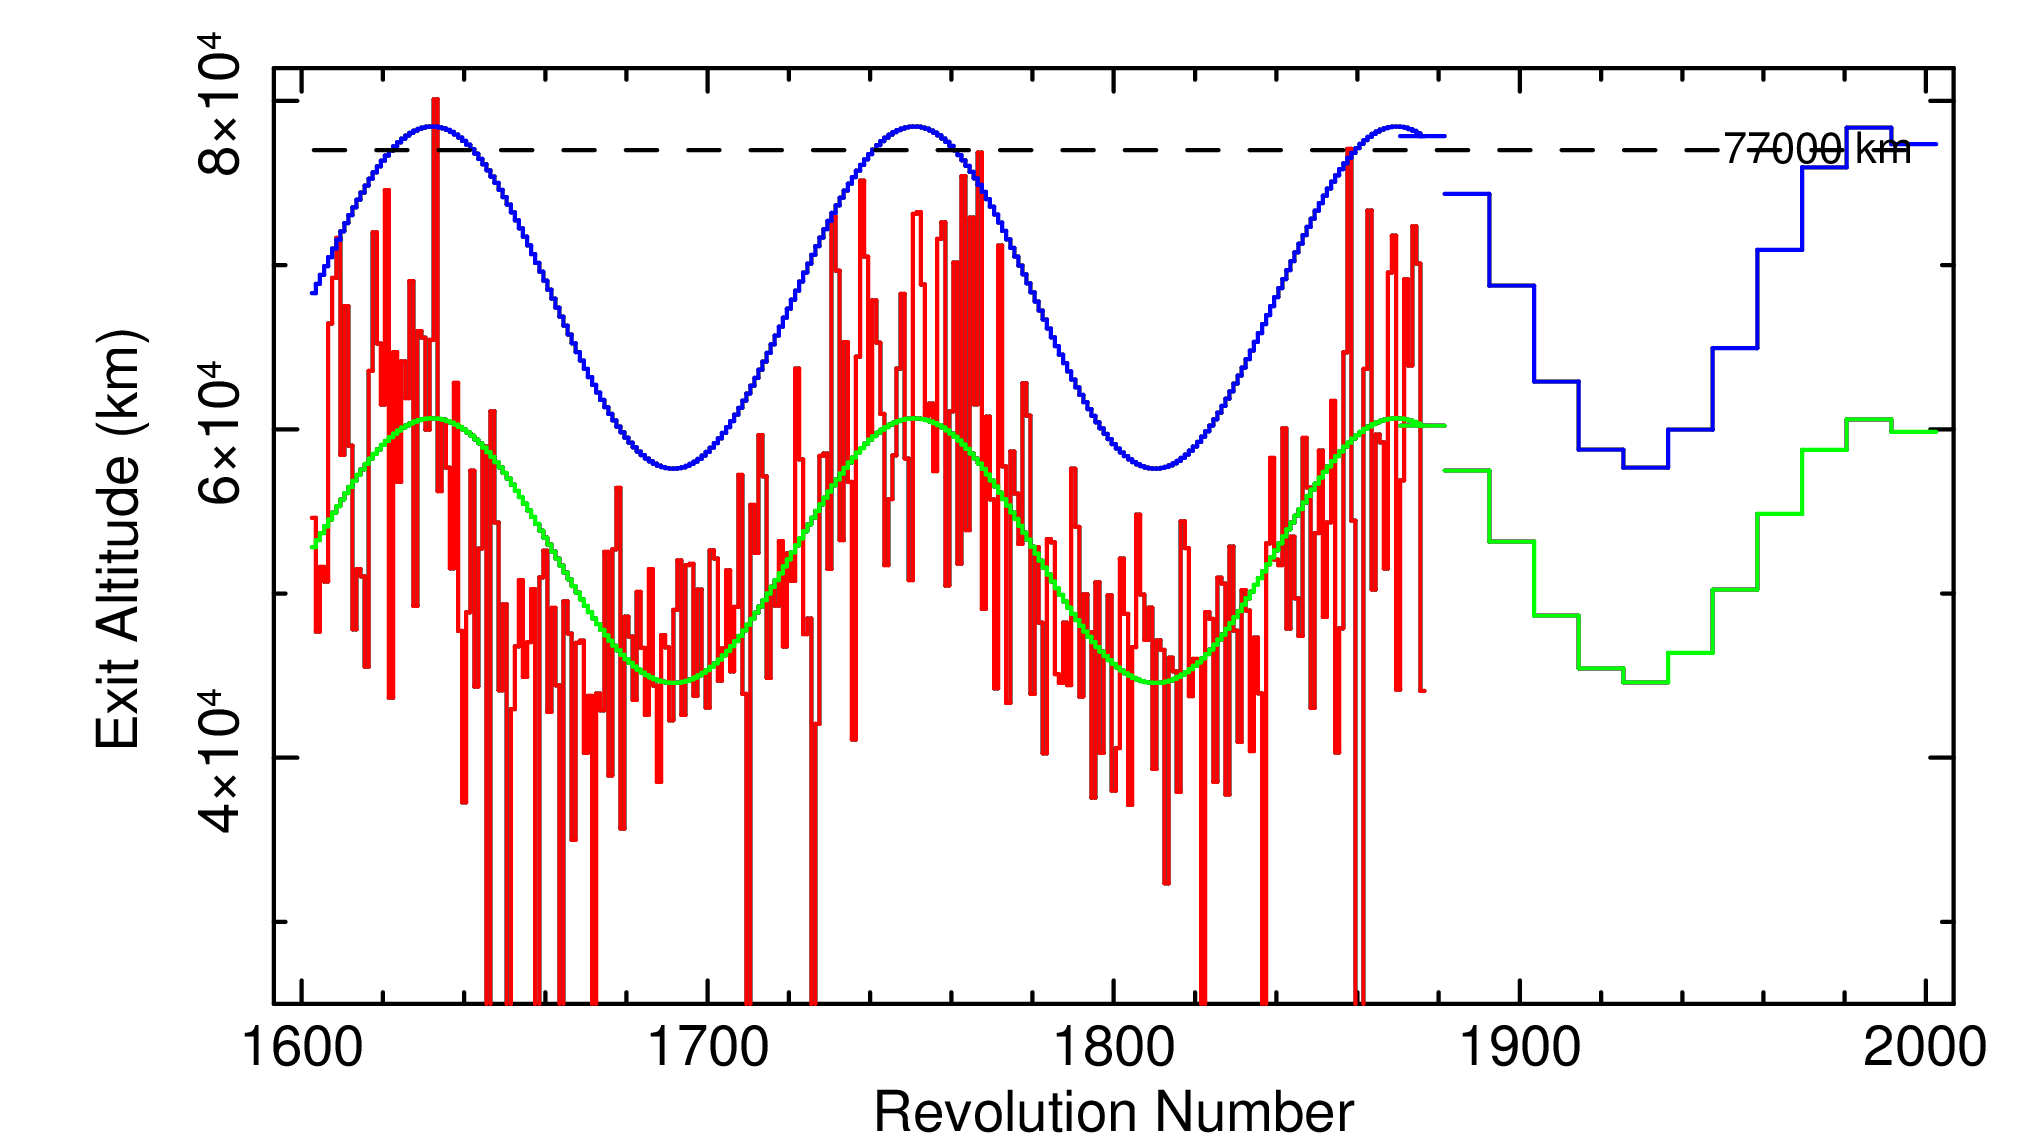 Exit Altitude (km)
8×10⁴
6×10⁴
4×10⁴
77000 km
1600 1700 1800 1900 2000
Revolution Number